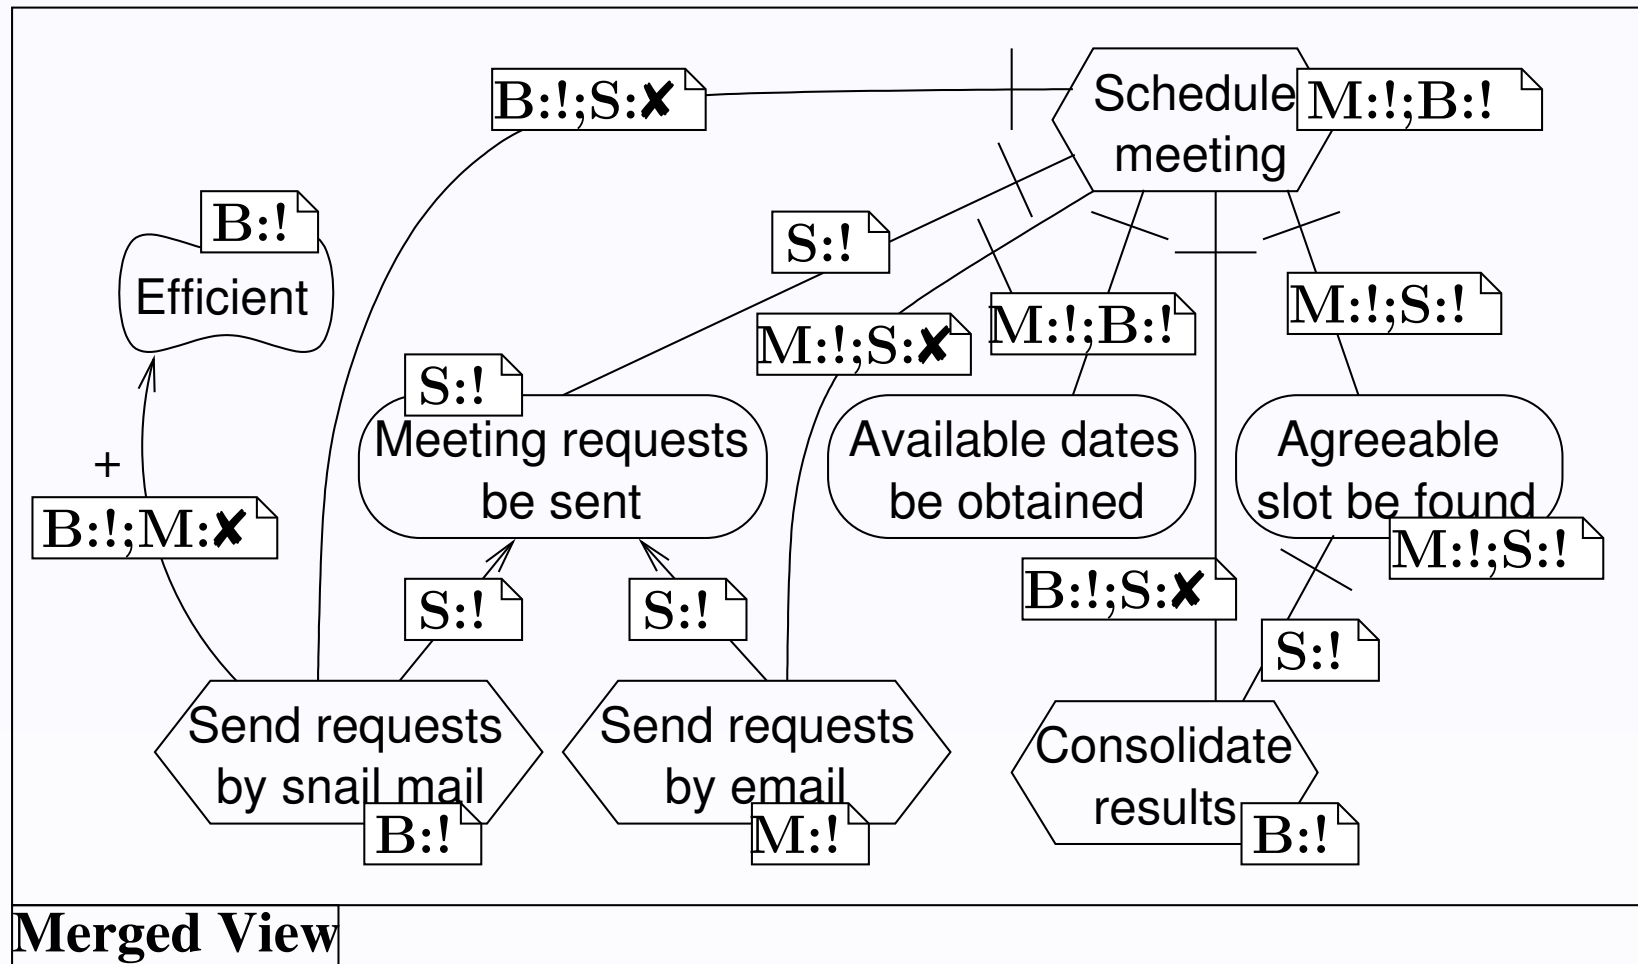 B:!;S:✘
Schedule
meeting
M:!;B:!
B:!
Efficient
S:!
M:!;S:✘
M:!;B:!
M:!;S:!
S:!
Meeting requests
be sent
Available dates
be obtained
Agreeable
slot be found
M:!;S:!
+
B:!;M:✘
S:!
S:!
B:!;S:✘
S:!
Send requests
by snail mail
B:!
Send requests
by email
M:!
Consolidate
results
B:!
Merged View